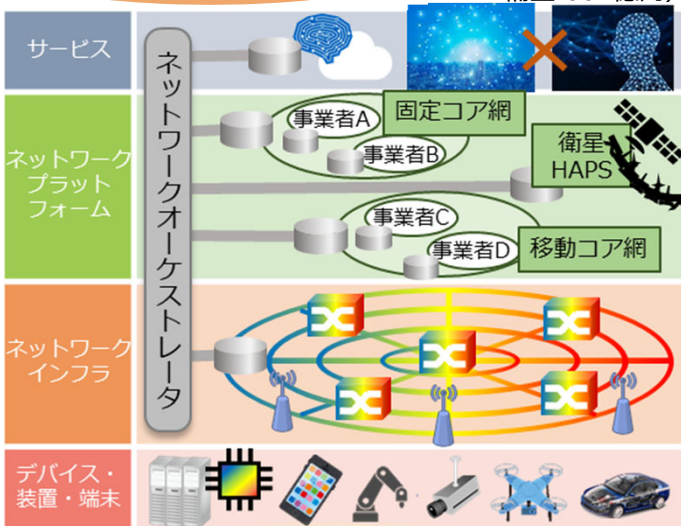 サービス
ネットワークオーケストレータ
事業者A
事業者B
固定コア網
衛星
HAPS
ネットワーク
プラット
フォーム
事業者C
事業者D
移動コア網
ネットワーク
インフラ
デバイス・
装置・端末